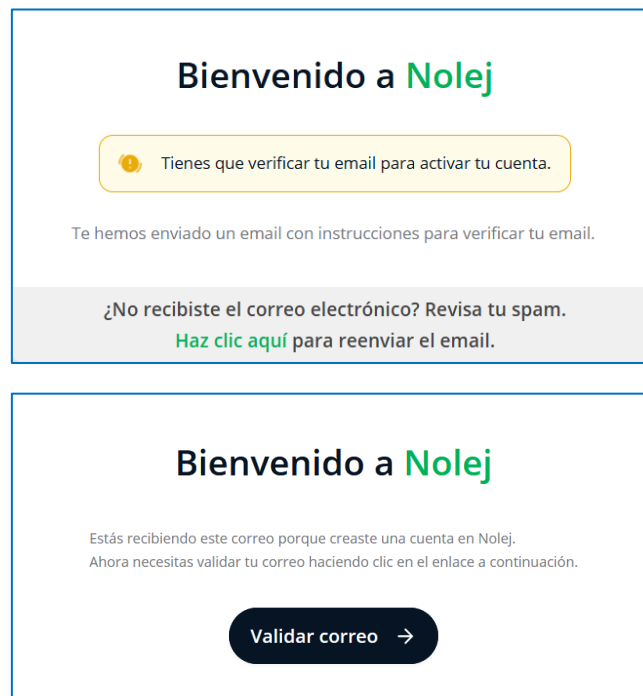 Bienvenido a Nolej
Tienes que verificar tu email para activar tu cuenta.
Te hemos enviado un email con instrucciones para verificar tu email.
¿No recibiste el correo electrónico? Revisa tu spam.
Haz clic aquí para reenviar el email.
Bienvenido a Nolej
Estás recibiendo este correo porque creaste una cuenta en Nolej.
Ahora necesitas validar tu correo haciendo clic en el enlace a continuación.
Validar correo →